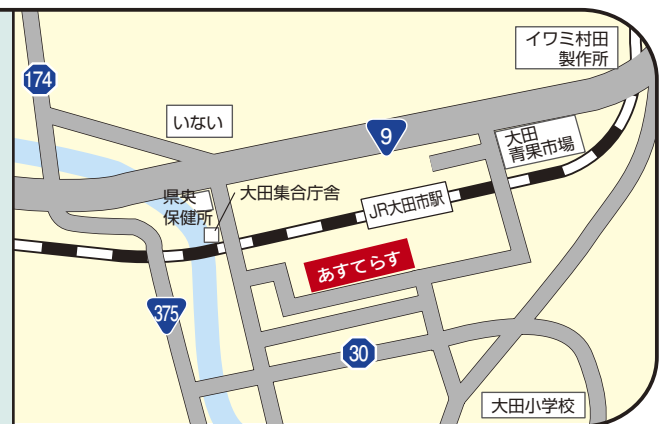 イワミ村田
製作所
174
いない
9
大田
青果市場
県央
保健所
大田集合庁舎
JR大田市駅
あすてらす
375
30
大田小学校